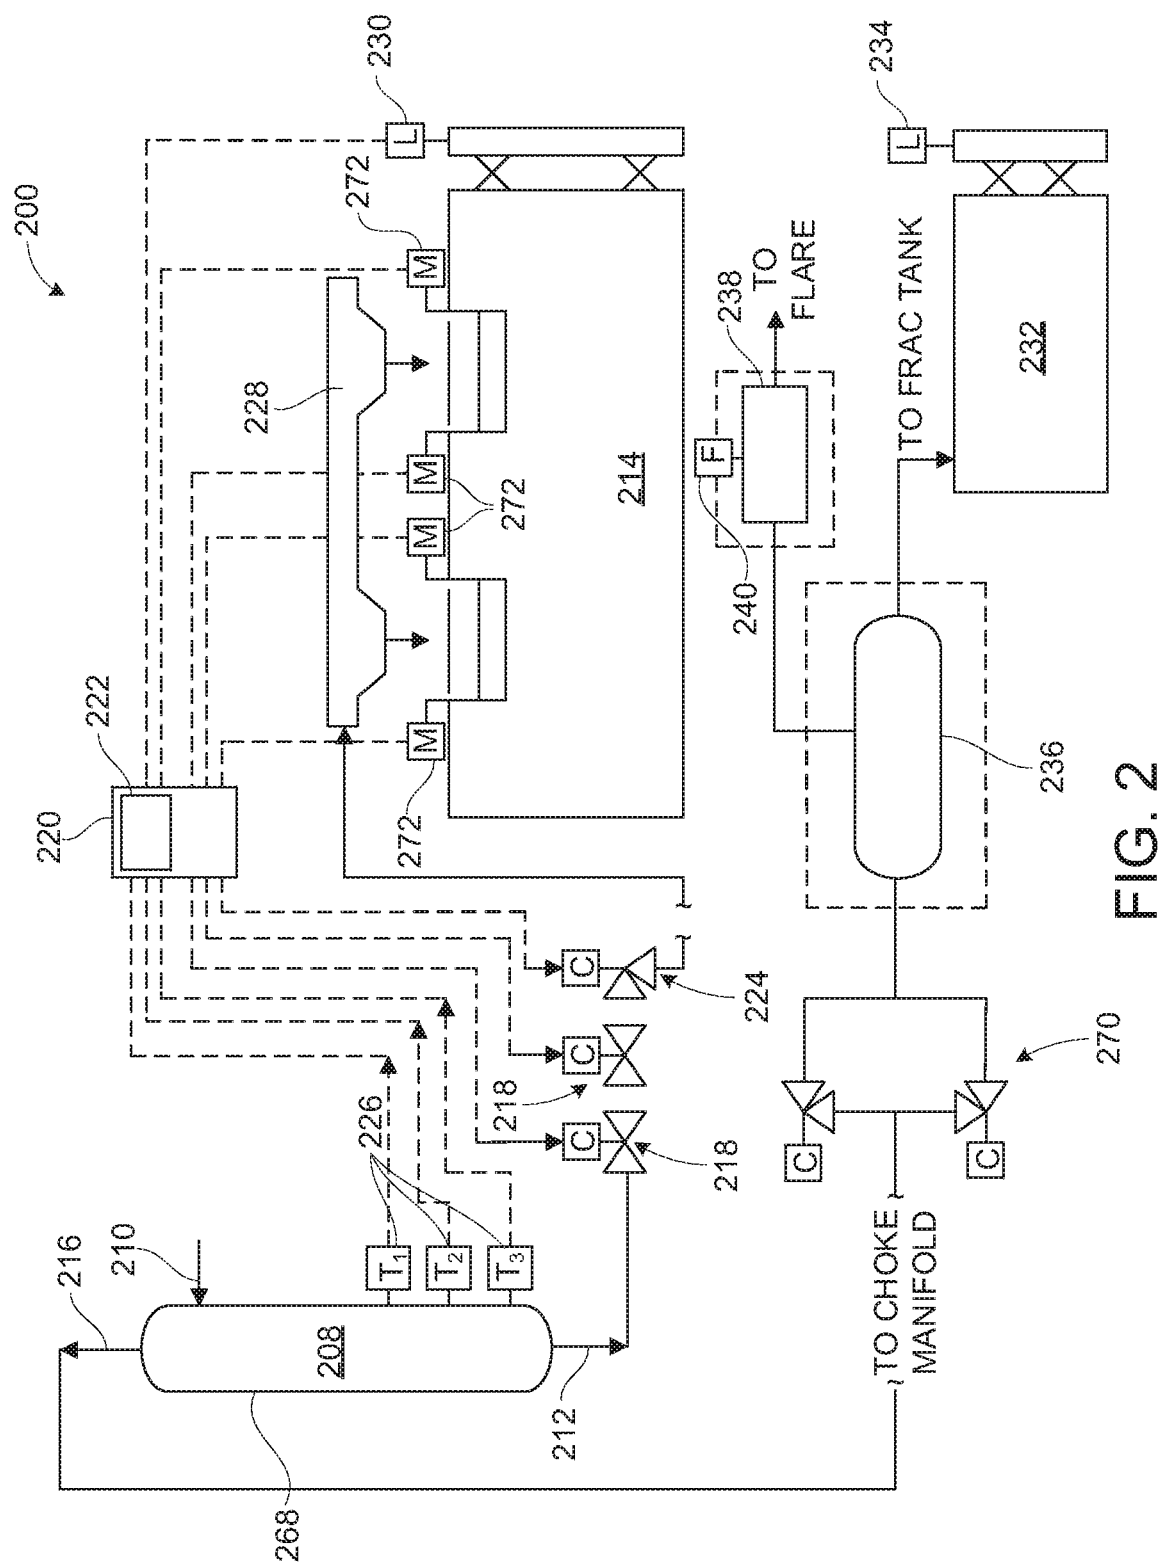 200
216
210
268
208
212
T1
T2
T3
226
220
222
218
C
218
C
C
224
228
M
272
M
M
272
M
272
L
230
214
TO CHOKE
MANIFOLD
C
C
270
236
240
F
238
TO
FLARE
TO FRAC TANK
232
L
234
FIG. 2